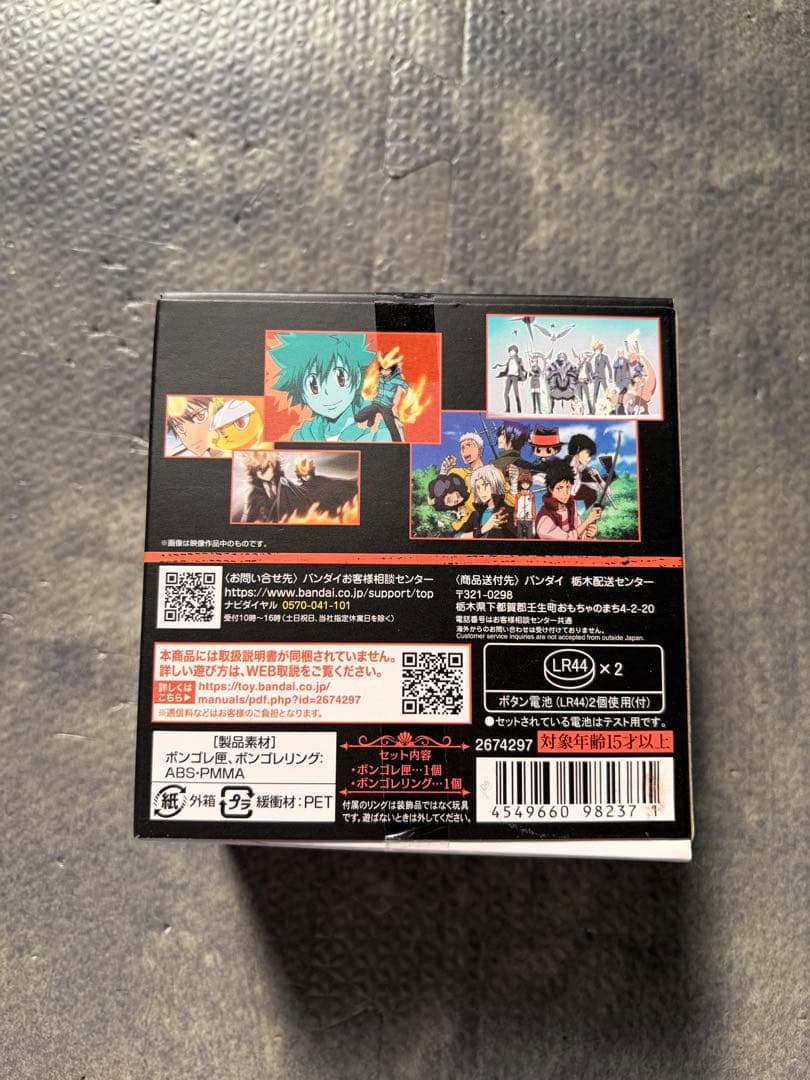 ※画像は映像作品中のものです。
〈お問い合せ先〉バンダイお客様相談センター
https://www.bandai.co.jp/support/top
ナビダイヤル 0570-041-101
受付10時〜16時(土日祝日、当社指定休業日を除く)
〈商品送付先〉バンダイ 栃木配送センター
〒321-0298
栃木県下都賀郡壬生町おもちゃのまち4-2-20
電話番号はお客様相談センター共通
海外からのお問い合わせは受け付けておりません。
Customer service inquiries are not accepted from outside Japan.
本商品には取扱説明書が同梱されていません。
詳しい遊び方は、WEB取説をご覧ください。
詳しくはこちら▶
https://toy.bandai.co.jp/
manuals/pdf.php?id=2674297
※通信料などはお客様のご負担となります。
LR44 ×2
ボタン電池(LR44)2個使用(付)
●セットされている電池はテスト用です。
[製品素材]
ボンゴレ匣、ボンゴレリング:
ABS・PMMA
紙 外箱 プラ 緩衝材:PET
セット内容
・ボンゴレ匣…1個
・ボンゴレリング…1個
付属のリングは装飾品ではなく玩具
です。遊ばないときは外してください。
2674297 対象年齢15才以上
4549660 98237 1